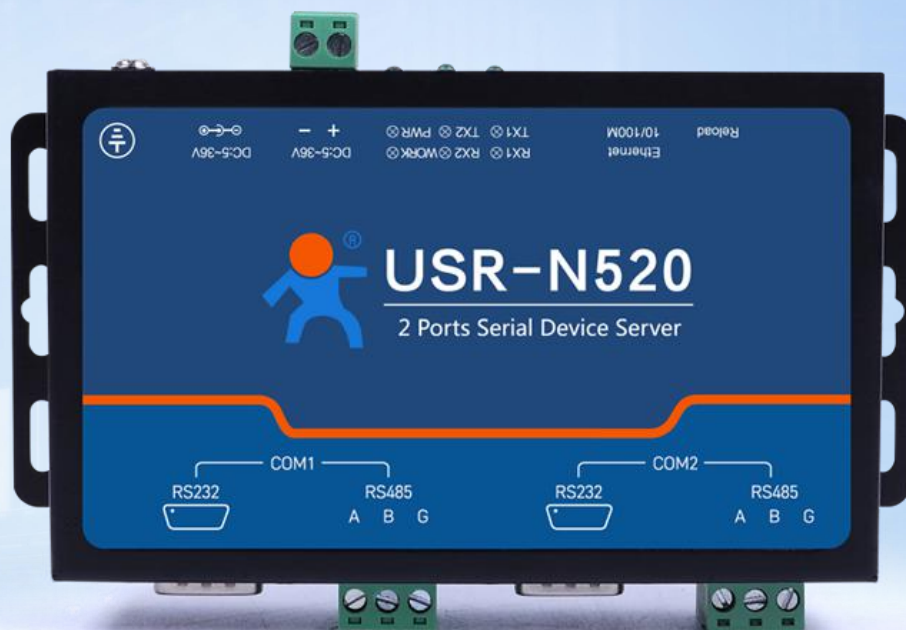 DC:5~36V
DC:5~36V
− +
PWR TX2 TX1
WORK RX2 RX1
Ethernet
10/100M
Reload
®
USR-N520
2 Ports Serial Device Server
COM1
RS232
RS485
A B G
COM2
RS232
RS485
A B G